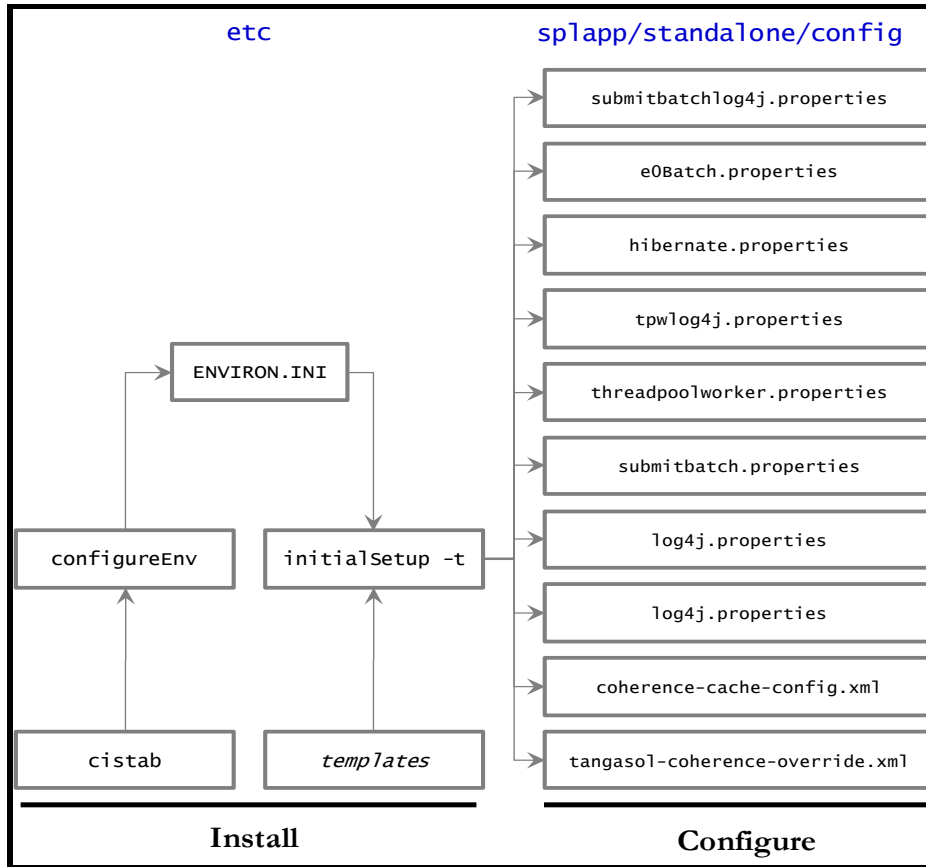 etc
splapp/standalone/config
submitbatchlog4j.properties
e0Batch.properties
hibernate.properties
tpwlog4j.properties
ENVIRON.INI
threadpoolworker.properties
submitbatch.properties
configureEnv
initialSetup –t
log4j.properties
log4j.properties
coherence-cache-config.xml
cistab
templates
tangasol-coherence-override.xml
Install
Configure